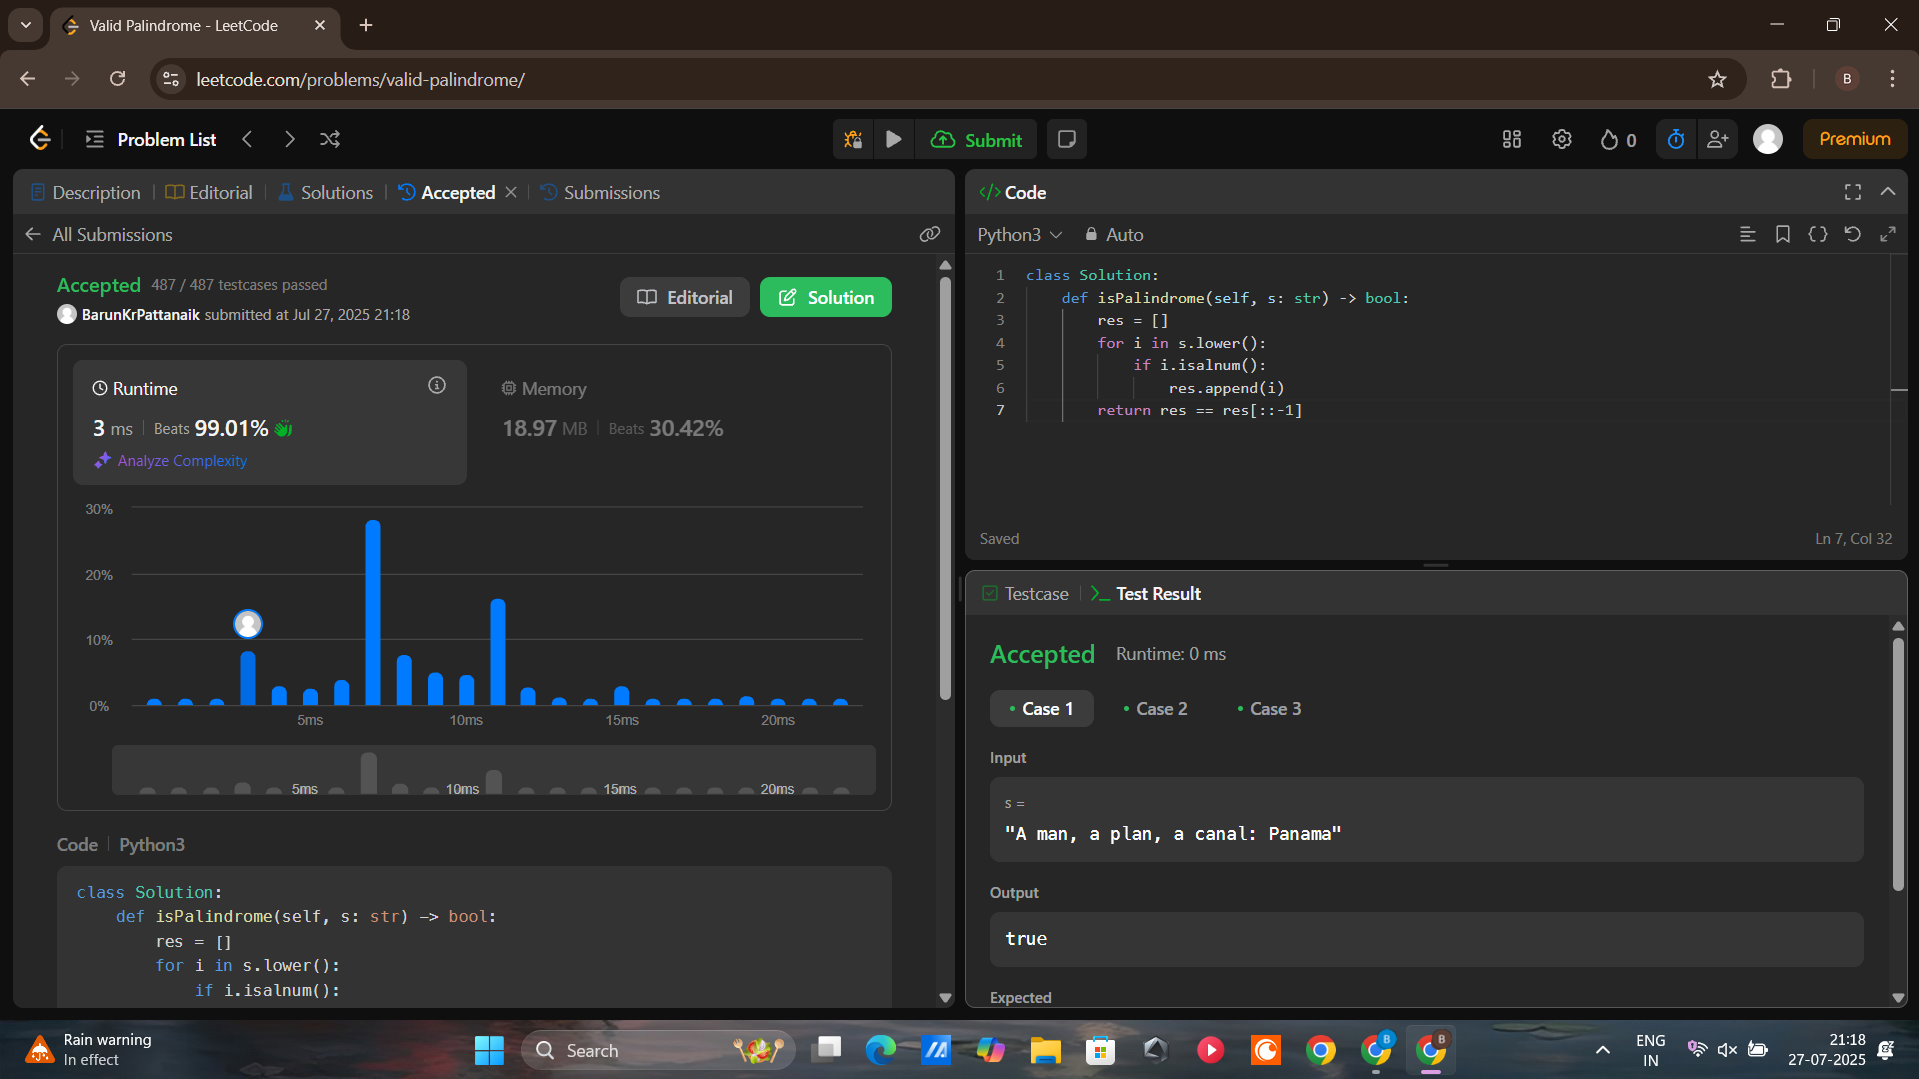 Valid Palindrome - LeetCode
leetcode.com/problems/valid-palindrome/
B
Problem List
Submit
0
Premium
Description
Editorial
Solutions
Accepted
Submissions
All Submissions
Accepted 487 / 487 testcases passed
BarunKrPattanaik submitted at Jul 27, 2025 21:18
Editorial
Solution
Runtime
3 ms Beats 99.01%
Analyze Complexity
Memory
18.97 MB Beats 30.42%
30%
20%
10%
0%
5ms 10ms 15ms 20ms
5ms 10ms 15ms 20ms
Code Python3
class Solution:
def isPalindrome(self, s: str) -> bool:
res = []
for i in s.lower():
if i.isalnum():
</> Code
Python3 Auto
1 class Solution:
2 def isPalindrome(self, s: str) -> bool:
3 res = []
4 for i in s.lower():
5 if i.isalnum():
6 res.append(i)
7 return res == res[::-1]
Saved
Ln 7, Col 32
Testcase
Test Result
Accepted Runtime: 0 ms
Case 1
Case 2
Case 3
Input
s =
"A man, a plan, a canal: Panama"
Output
true
Expected
Rain warning
In effect
Search
B
B
ENG
IN
21:18
27-07-2025